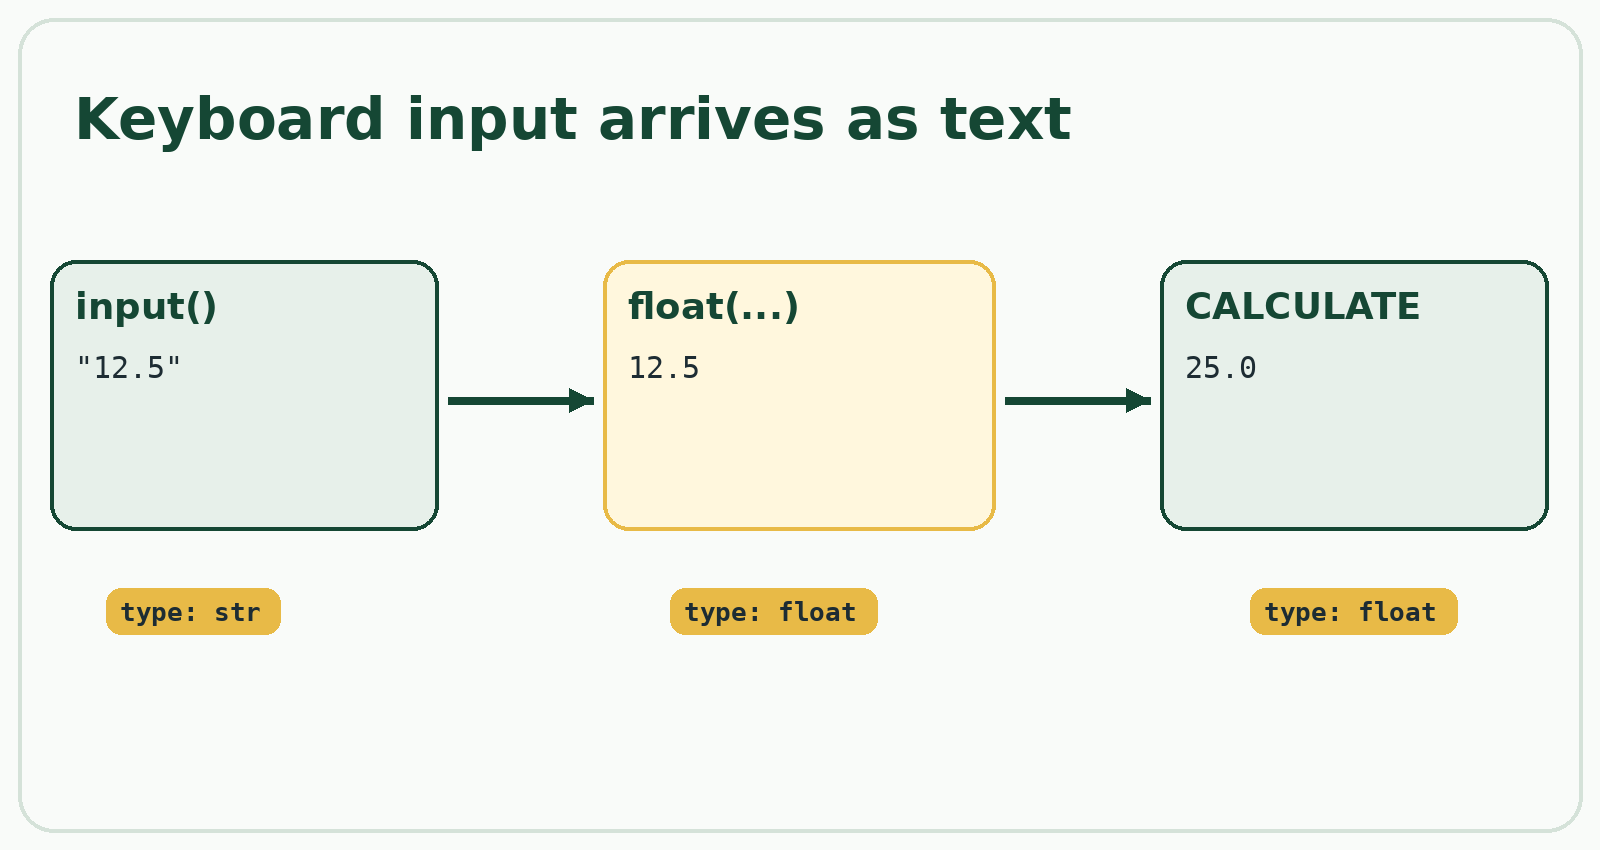 Keyboard input arrives as text
input()
"12.5"
float(...)
12.5
CALCULATE
25.0
type: str
type: float
type: float